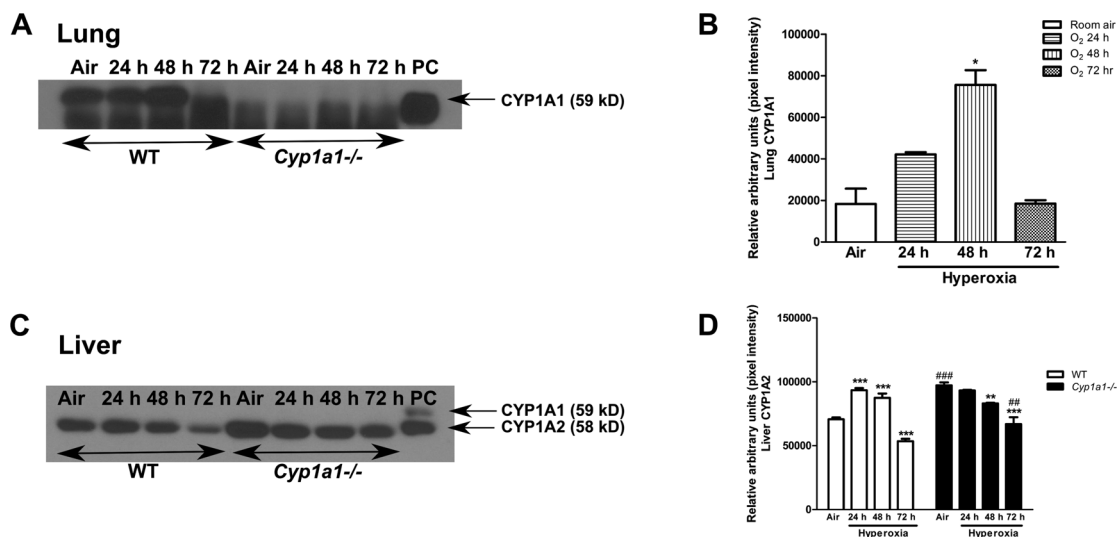 A
Lung
Air 24 h 48 h 72 h Air 24 h 48 h 72 h PC
CYP1A1 (59 kD)
WT
Cyp1a1-/-
B
Relative arbitrary units (pixel intensity)
Lung CYP1A1
100000
80000
60000
40000
20000
0
*
Air
24 h
48 h
72 h
Hyperoxia
Room air
O2 24 h
O2 48 h
O2 72 hr
C
Liver
Air 24 h 48 h 72 h Air 24 h 48 h 72 h PC
CYP1A1 (59 kD)
CYP1A2 (58 kD)
WT
Cyp1a1-/-
D
Relative arbitrary units (pixel intensity)
Liver CYP1A2
150000
100000
50000
0
***
***
***
###
**
##
***
Air 24 h 48 h 72 h
Hyperoxia
Air 24 h 48 h 72 h
Hyperoxia
WT
Cyp1a1-/-